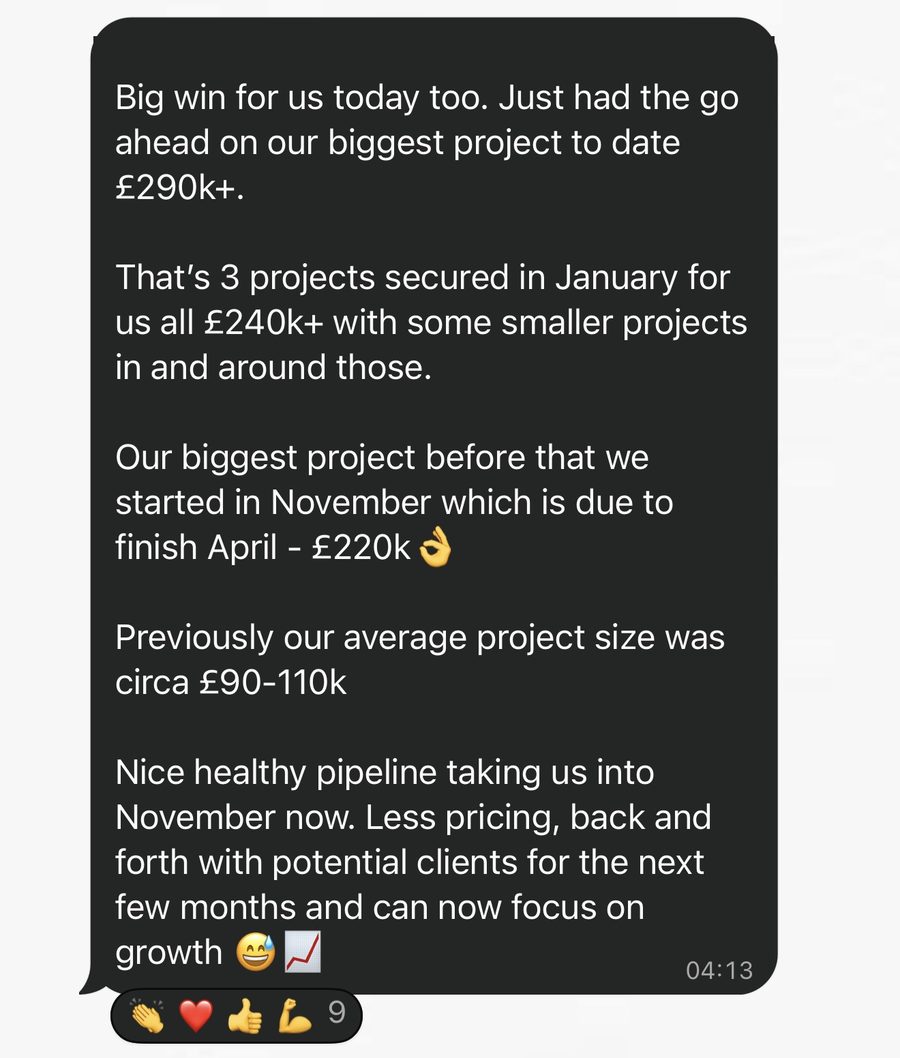 Big win for us today too. Just had the go
ahead on our biggest project to date
£290k+.
That’s 3 projects secured in January for
us all £240k+ with some smaller projects
in and around those.
Our biggest project before that we
started in November which is due to
finish April - £220k👌
Previously our average project size was
circa £90-110k
Nice healthy pipeline taking us into
November now. Less pricing, back and
forth with potential clients for the next
few months and can now focus on
growth 😅📈
04:13
👏❤️👍💪 9